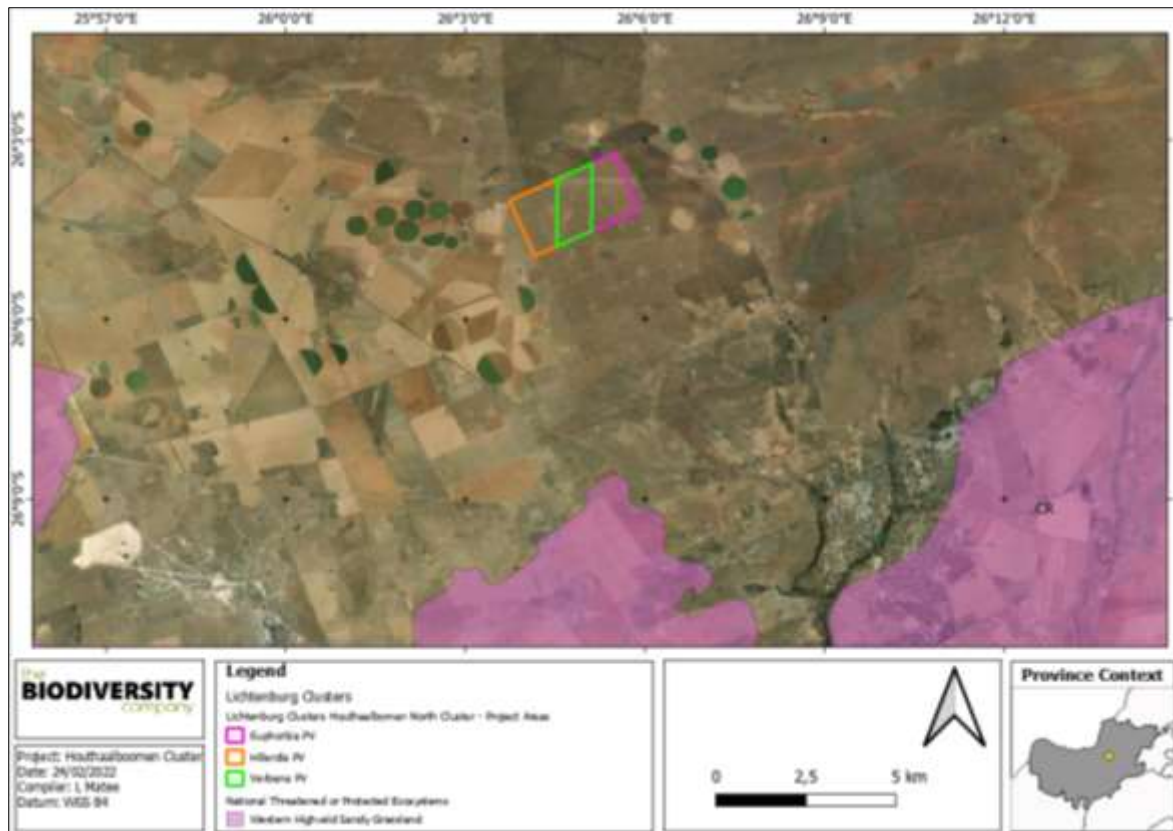 25°57'0"E 26°0'0"E 26°3'0"E 26°6'0"E 26°9'0"E 26°12'0"E
26°3'0"S
26°6'0"S
26°9'0"S
CR
the
BIODIVERSITY
company
Project: Houthaalboomen Cluster
Date: 24/02/2022
Compiler: L Matee
Datum: WGS 84
Legend
Lichtenburg Clusters
Lichtenburg Clusters Houthaalboomen North Cluster - Project Areas
Euphorbia PV
PV
Verbena PV
National Threatened or Protected Ecosystems
Western Highveld Sandy Grassland
0 2,5 5 km
Province Context